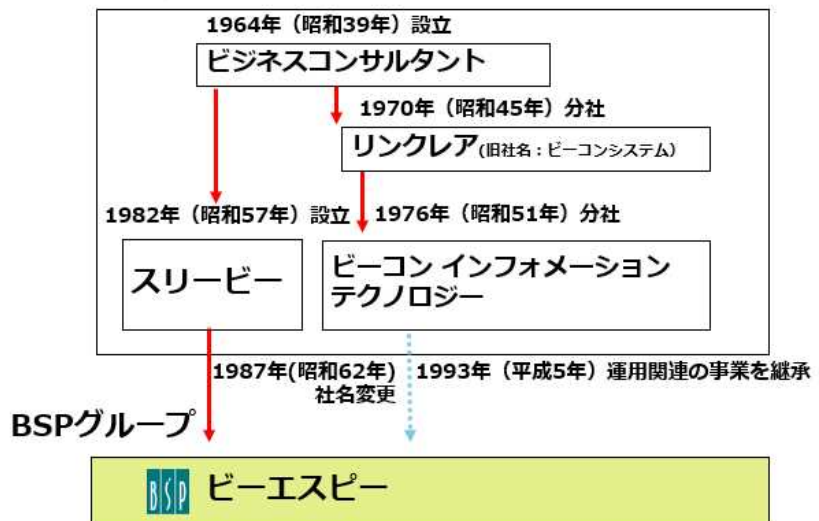 1964年（昭和39年）設立
ビジネスコンサルタント
1970年（昭和45年）分社
リンクレア(旧社名：ビーコンシステム）
1982年（昭和57年）設立
1976年（昭和51年）分社
スリービー
ビーコン インフォメーション
テクノロジー
1987年(昭和62年)
社名変更
1993年（平成5年）運用関連の事業を継承
BSPグループ
BSP ビーエスピー